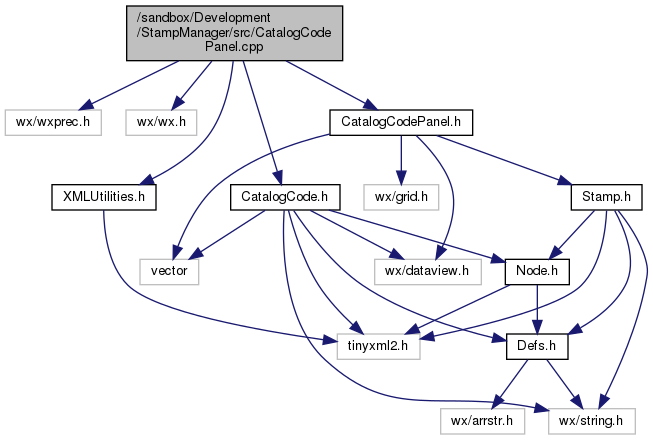 /sandbox/Development
/StampManager/src/CatalogCode
Panel.cpp
wx/wxprec.h
wx/wx.h
CatalogCodePanel.h
XMLUtilities.h
CatalogCode.h
wx/grid.h
Stamp.h
vector
wx/dataview.h
Node.h
tinyxml2.h
Defs.h
wx/arrstr.h
wx/string.h